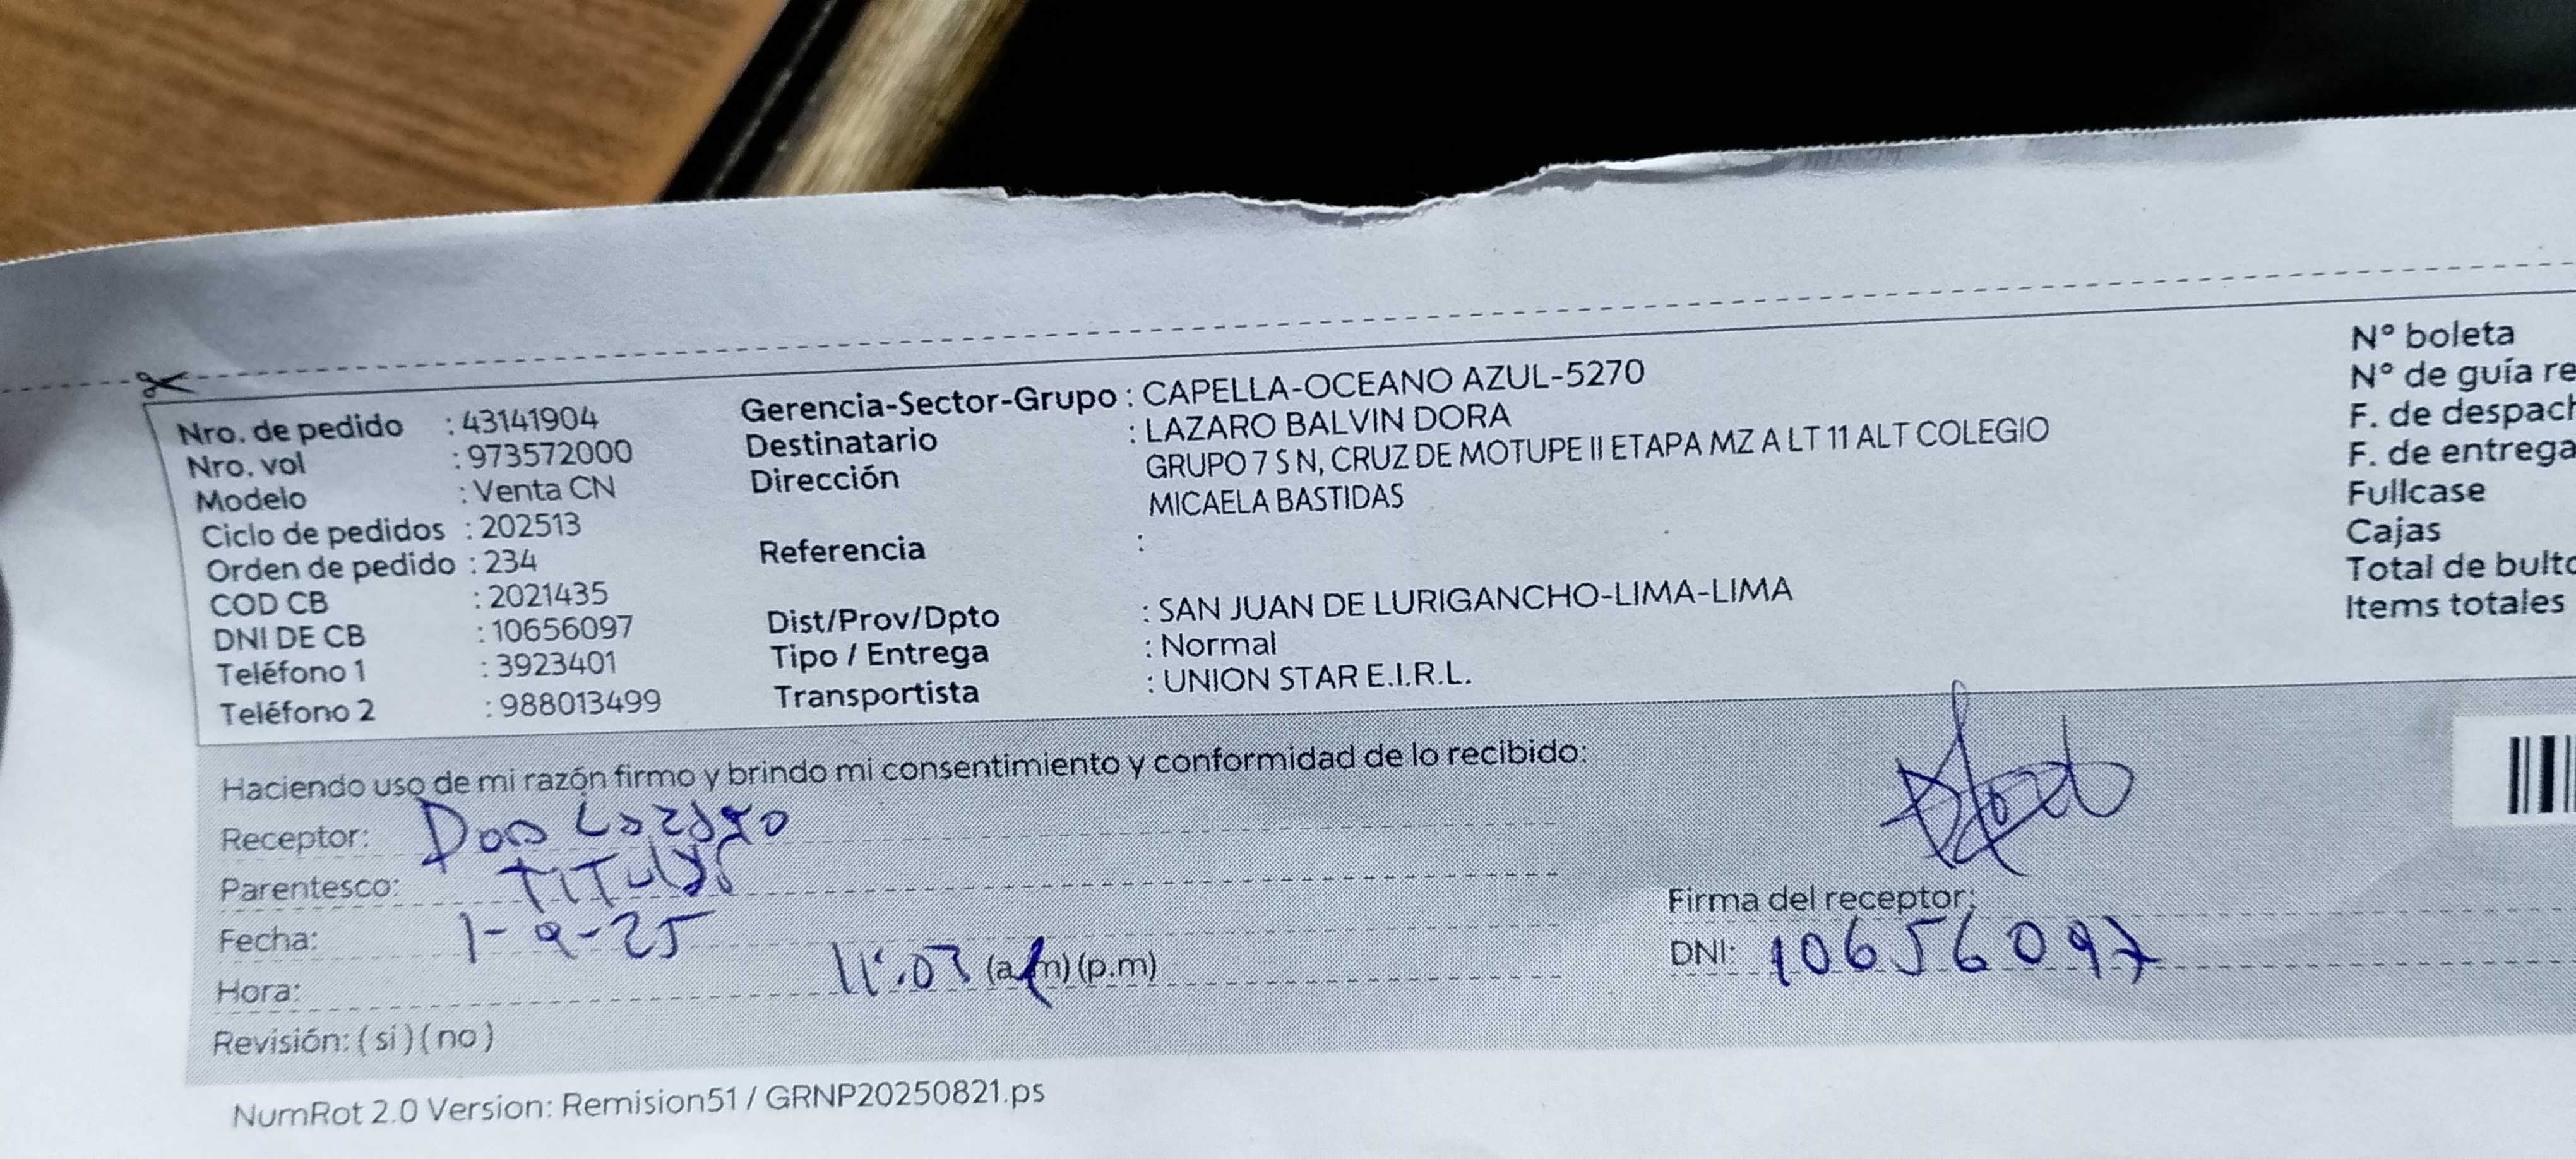 Nro. de pedido : 43141904
Nro. vol : 973572000
Modelo : Venta CN
Ciclo de pedidos : 202513
Orden de pedido : 234
COD CB : 2021435
DNI DE CB : 10656097
Teléfono 1 : 3923401
Teléfono 2 : 988013499
Gerencia-Sector-Grupo : CAPELLA-OCEANO AZUL-5270
Destinatario : LAZARO BALVIN DORA
Dirección GRUPO 7 S N, CRUZ DE MOTUPE II ETAPA MZ A LT 11 ALT COLEGIO
MICAELA BASTIDAS
Referencia :
Dist/Prov/Dpto : SAN JUAN DE LURIGANCHO-LIMA-LIMA
Tipo / Entrega : Normal
Transportista : UNION STAR E.I.R.L.
N° boleta
N° de guía re
F. de despach
F. de entrega
Fullcase
Cajas
Total de bulto
Items totales
Haciendo uso de mi razón firmo y brindo mi consentimiento y conformidad de lo recibido:
Receptor: Lazaro
Parentesco: TITULAR
Fecha: 1-9-25
Hora: 11:03 (a.m) (p.m)
Revisión: ( si ) ( no )
Firma del receptor:
DNI: 10656097
NumRot 2.0 Version: Remision51 / GRNP20250821.ps